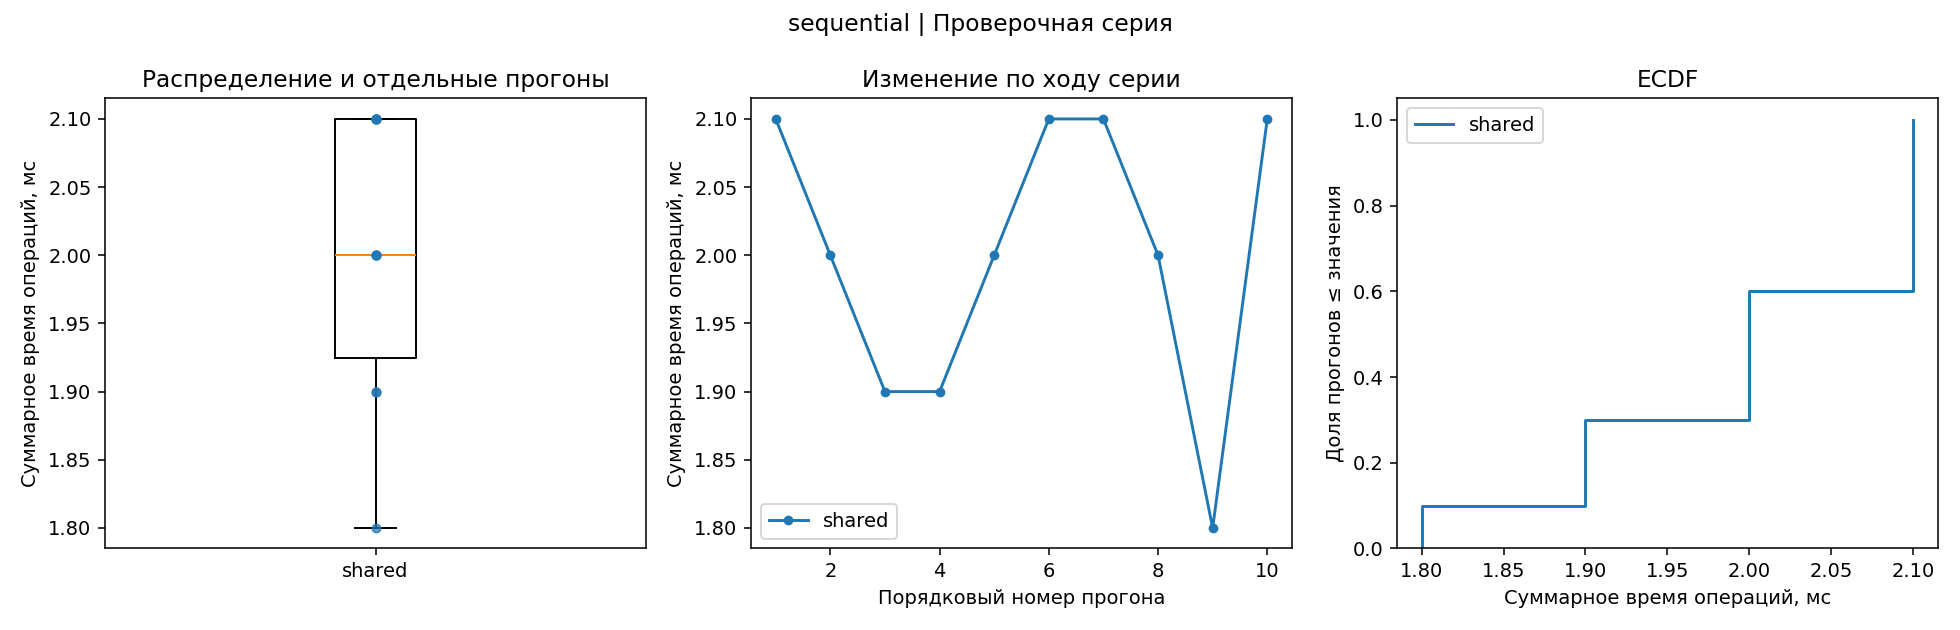 sequential | Проверочная серия
Распределение и отдельные прогоны
Суммарное время операций, мс
2.10
2.05
2.00
1.95
1.90
1.85
1.80
shared
Изменение по ходу серии
Суммарное время операций, мс
2.10
2.05
2.00
1.95
1.90
1.85
1.80
shared
2 4 6 8 10
Порядковый номер прогона
ECDF
shared
Доля прогонов ≤ значения
1.0
0.8
0.6
0.4
0.2
0.0
1.80 1.85 1.90 1.95 2.00 2.05 2.10
Суммарное время операций, мс